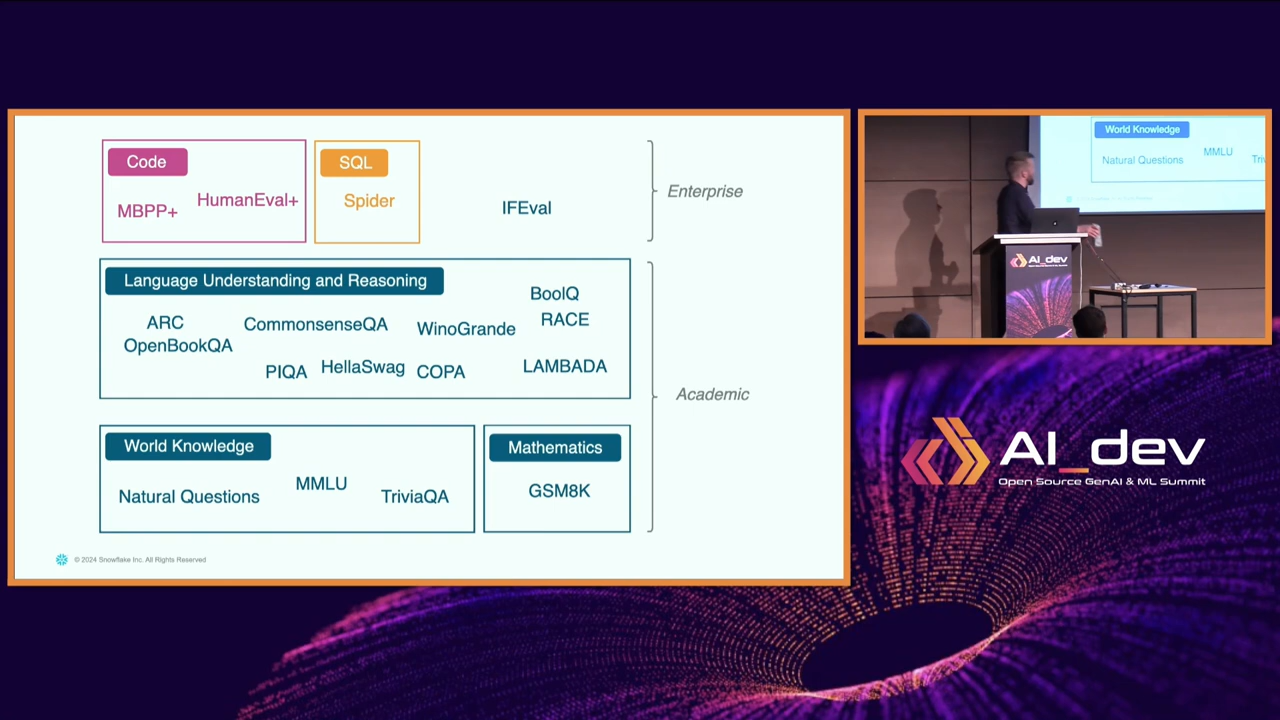 Code
MBPP+
HumanEval+
SQL
Spider
IFEval
Enterprise
Language Understanding and Reasoning
ARC
OpenBookQA
CommonsenseQA
WinoGrande
BoolQ
RACE
PIQA
HellaSwag
COPA
LAMBADA
Academic
World Knowledge
Natural Questions
MMLU
TriviaQA
Mathematics
GSM8K
© 2024 Snowflake Inc. All Rights Reserved
World Knowledge
Natural Questions
MMLU
AI_dev
AI_dev
Open Source GenAI & ML Summit